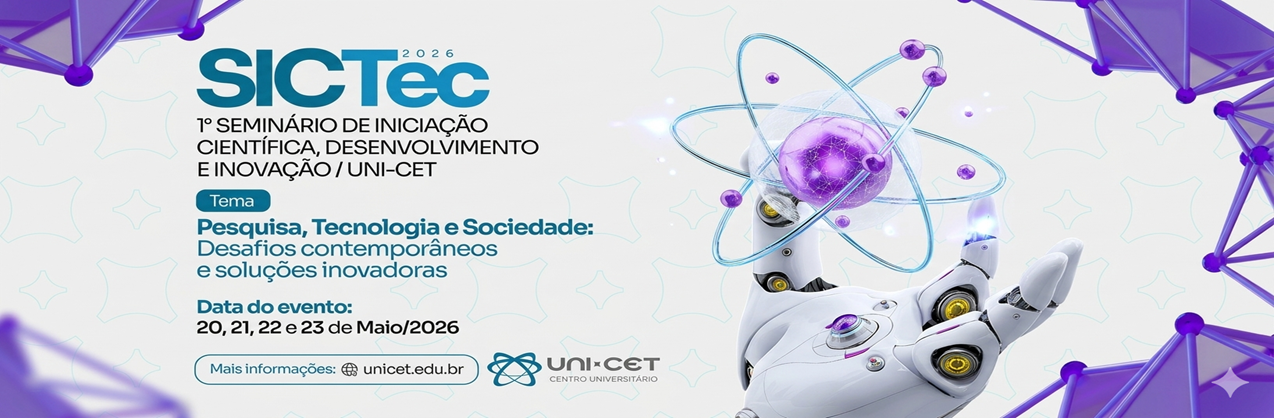 SICTec
2026
1º SEMINÁRIO DE INICIAÇÃO
CIENTÍFICA, DESENVOLVIMENTO
E INOVAÇÃO / UNI-CET
Tema
Pesquisa, Tecnologia e Sociedade:
Desafios contemporâneos
e soluções inovadoras
Data do evento:
20, 21, 22 e 23 de Maio/2026
Mais informações: unicet.edu.br
UNI•CET
CENTRO UNIVERSITÁRIO